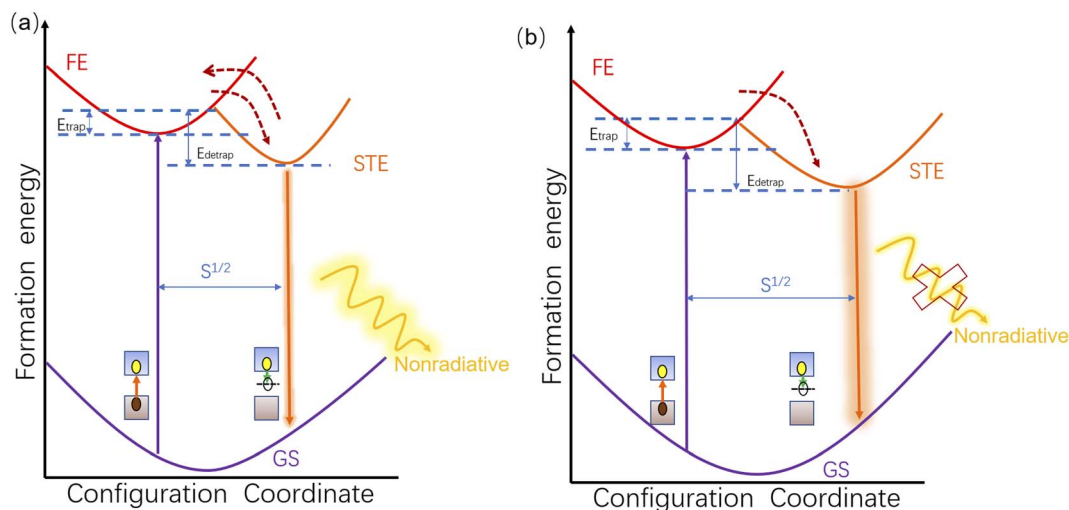 (a)
FE
Etrap
Edetrap
STE
S1/2
Nonradiative
GS
Formation energy
Configuration Coordinate
(b)
FE
Etrap
Edetrap
STE
S1/2
Nonradiative
GS
Formation energy
Configuration Coordinate